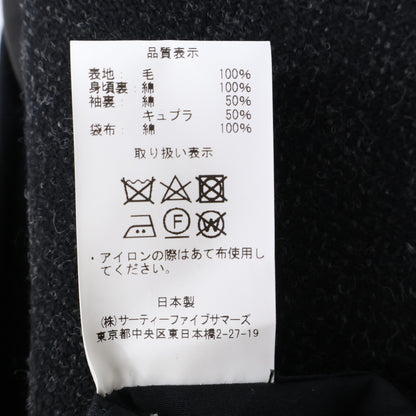 品質表示
表地： 毛 100%
身頃裏： 綿 100%
袖裏： 綿 50%
キュプラ 50%
袋布： 綿 100%
取り扱い表示
F W
・アイロンの際はあて布使用し
てください。
日本製
(株)サーティーファイブサマーズ
東京都中央区東日本橋2-27-19